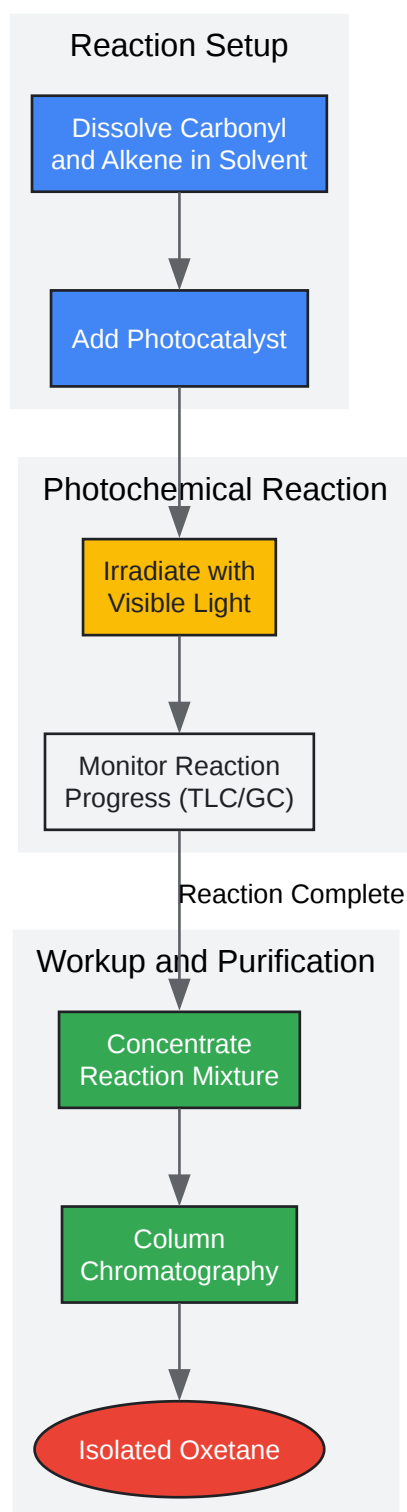 Reaction Setup
Dissolve Carbonyl
and Alkene in Solvent
Add Photocatalyst
Photochemical Reaction
Irradiate with
Visible Light
Monitor Reaction
Progress (TLC/GC)
Reaction Complete
Workup and Purification
Concentrate
Reaction Mixture
Column
Chromatography
Isolated Oxetane